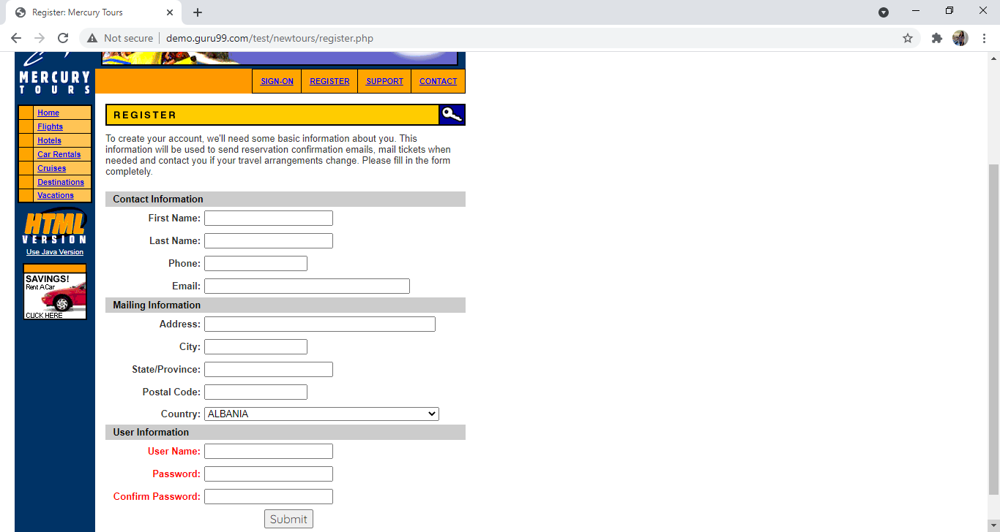 Register: Mercury Tours
Not secure | demo.guru99.com/test/newtours/register.php
MERCURY
TOURS
SIGN-ON REGISTER SUPPORT CONTACT
Home
Flights
Hotels
Car Rentals
Cruises
Destinations
Vacations
HTML
VERSION
Use Java Version
SAVINGS!
Rent A Car
CLICK HERE
REGISTER
To create your account, we'll need some basic information about you. This
information will be used to send reservation confirmation emails, mail tickets when
needed and contact you if your travel arrangements change. Please fill in the form
completely.
Contact Information
First Name:
Last Name:
Phone:
Email:
Mailing Information
Address:
City:
State/Province:
Postal Code:
Country: ALBANIA
User Information
User Name:
Password:
Confirm Password:
Submit